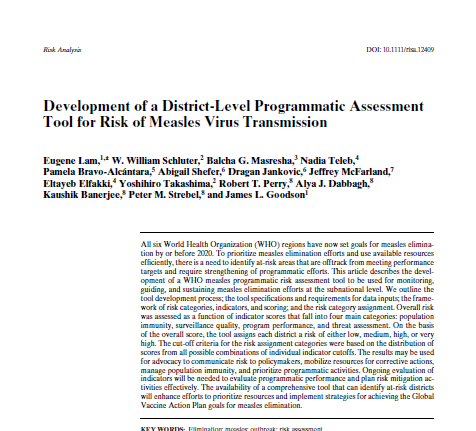 Risk Analysis
DOI: 10.1111/risa.12409
Development of a District-Level Programmatic Assessment
Tool for Risk of Measles Virus Transmission
Eugene Lam,1,* W. William Schluter,2 Balcha G. Masresha,3 Nadia Teleb,4
Pamela Bravo-Alcántara,5 Abigail Shefer,6 Dragan Jankovic,6 Jeffrey McFarland,7
Eltayeb Elfakki,4 Yoshihiro Takashima,2 Robert T. Perry,8 Alya J. Dabbagh,8
Kaushik Banerjee,8 Peter M. Strebel,8 and James L. Goodson1
All six World Health Organization (WHO) regions have now set goals for measles elimina-
tion by or before 2020. To prioritize measles elimination efforts and use available resources
efficiently, there is a need to identify at-risk areas that are offtrack from meeting performance
targets and require strengthening of programmatic efforts. This article describes the devel-
opment of a WHO measles programmatic risk assessment tool to be used for monitoring,
guiding, and sustaining measles elimination efforts at the subnational level. We outline the
tool development process; the tool specifications and requirements for data inputs; the frame-
work of risk categories, indicators, and scoring; and the risk category assignment. Overall risk
was assessed as a function of indicator scores that fall into four main categories: population
immunity, surveillance quality, program performance, and threat assessment. On the basis
of the overall score, the tool assigns each district a risk of either low, medium, high, or very
high. The cut-off criteria for the risk assignment categories were based on the distribution of
scores from all possible combinations of individual indicator cutoffs. The results may be used
for advocacy to communicate risk to policymakers, mobilize resources for corrective actions,
manage population immunity, and prioritize programmatic activities. Ongoing evaluation of
indicators will be needed to evaluate programmatic performance and plan risk mitigation ac-
tivities effectively. The availability of a comprehensive tool that can identify at-risk districts
will enhance efforts to prioritize resources and implement strategies for achieving the Global
Vaccine Action Plan goals for measles elimination.
KEY WORDS: Elimination; measles; outbreak; risk assessment